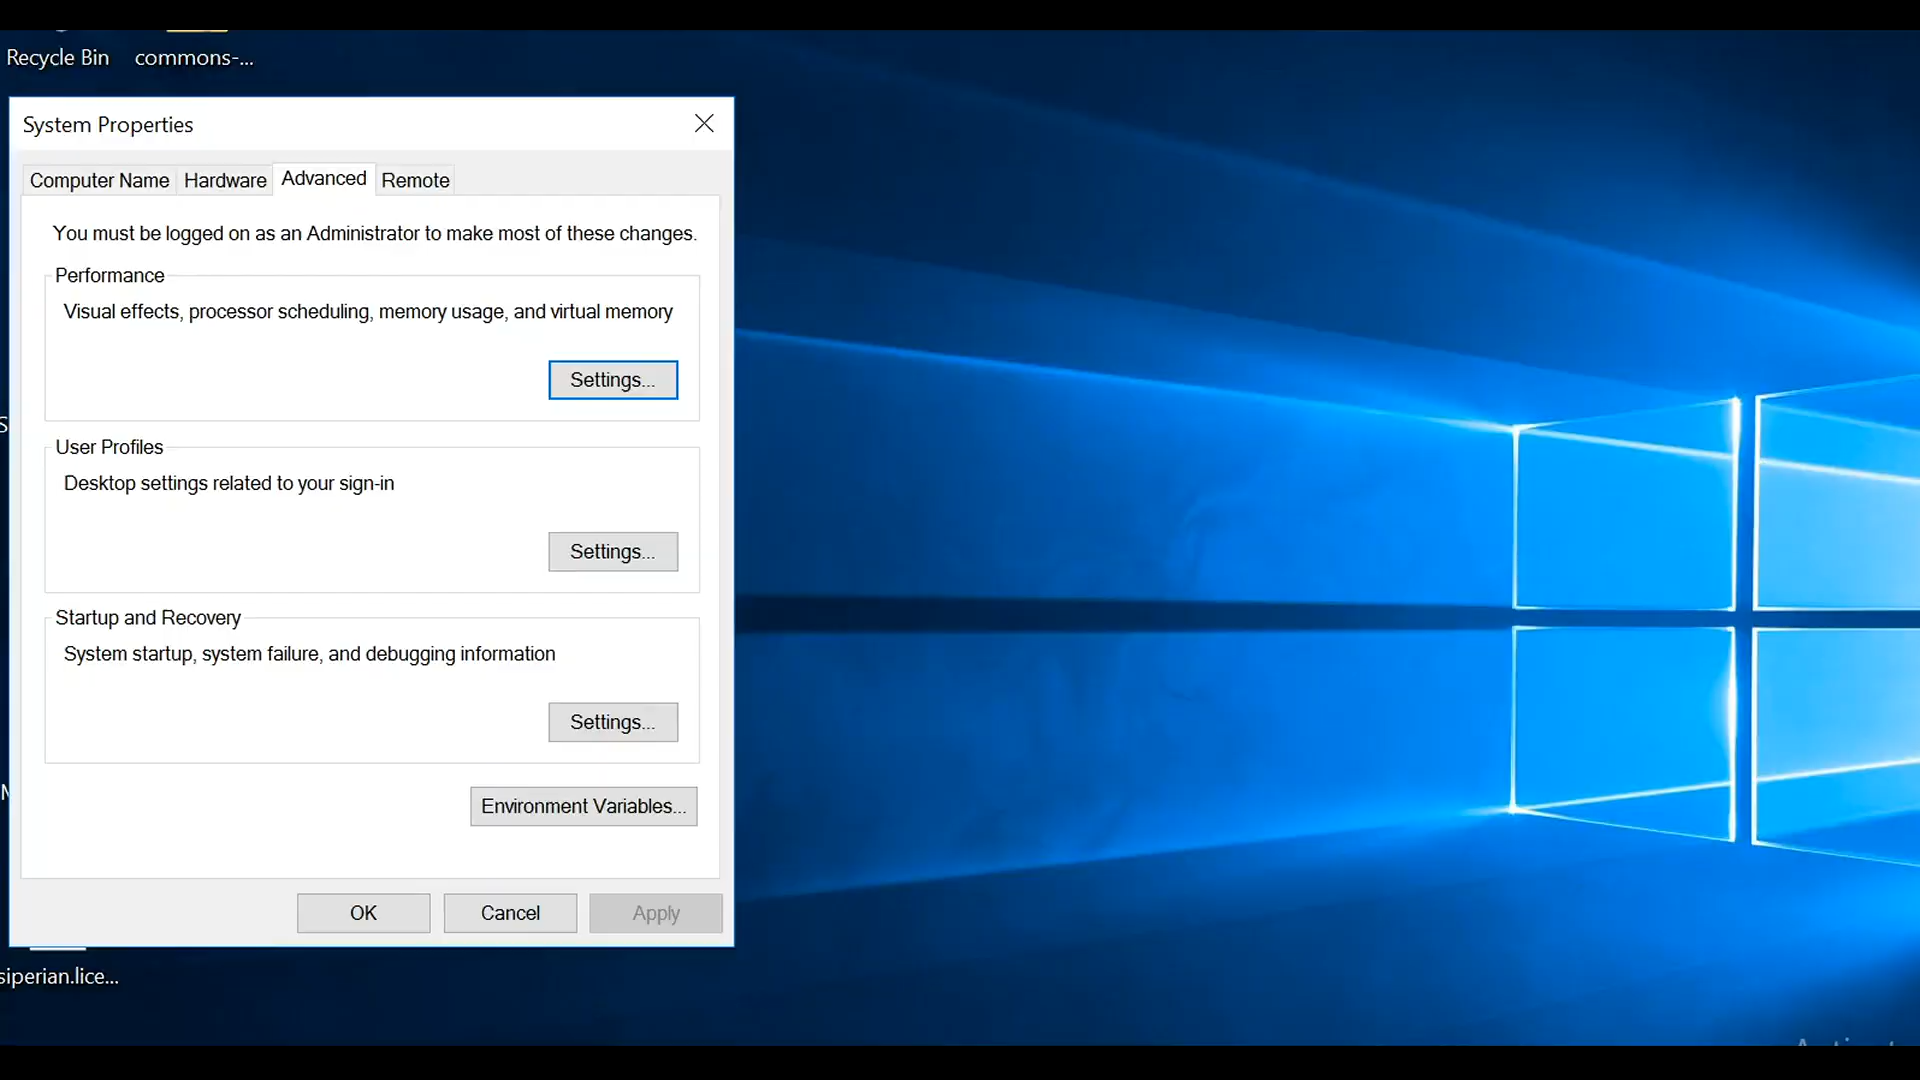 Recycle Bin
commons-...
System Properties
Computer Name
Hardware
Advanced
Remote
You must be logged on as an Administrator to make most of these changes.
Performance
Visual effects, processor scheduling, memory usage, and virtual memory
Settings...
User Profiles
Desktop settings related to your sign-in
Settings...
Startup and Recovery
System startup, system failure, and debugging information
Settings...
Environment Variables...
OK
Cancel
Apply
siperian.lice...